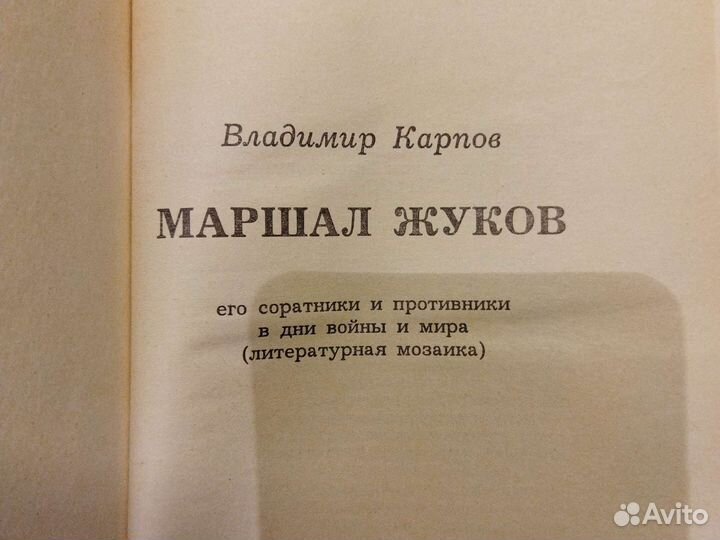 Владимир Карпов
МАРШАЛ ЖУКОВ
его соратники и противники
в дни войны и мира
(литературная мозаика)
Avito